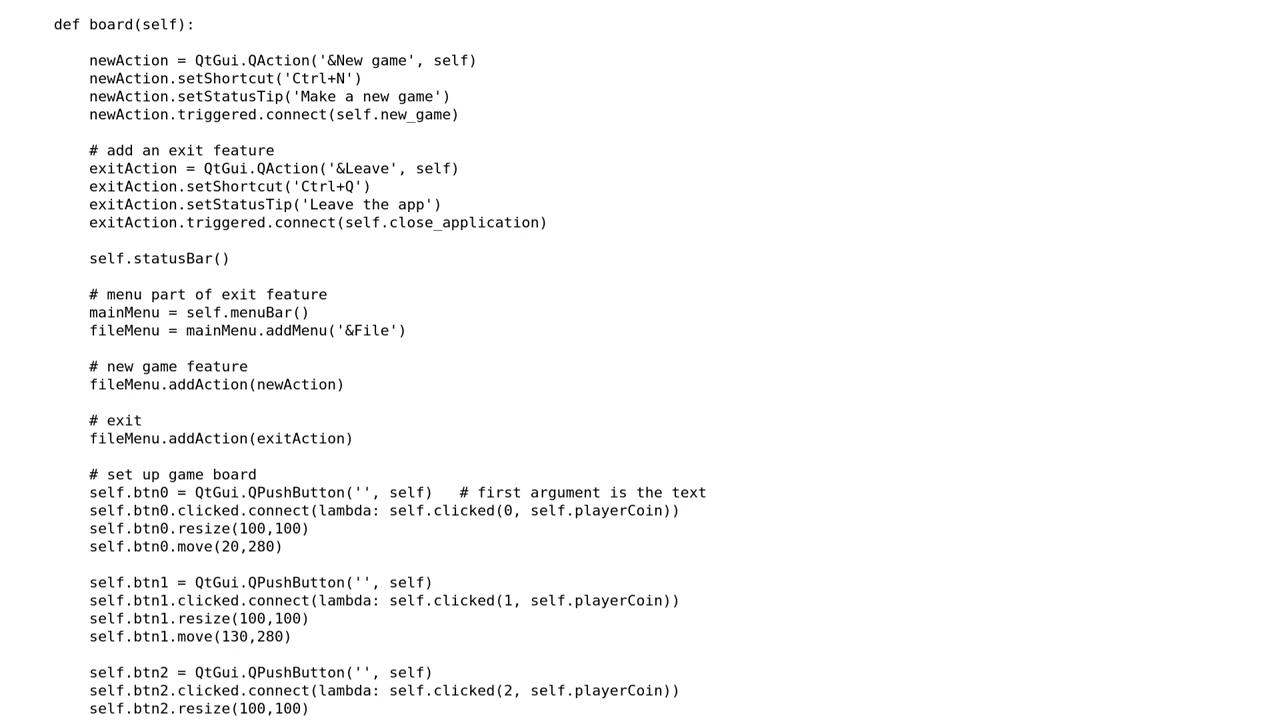 def board(self):
newAction = QtGui.QAction('&New game', self)
newAction.setShortcut('Ctrl+N')
newAction.setStatusTip('Make a new game')
newAction.triggered.connect(self.new_game)
# add an exit feature
exitAction = QtGui.QAction('&Leave', self)
exitAction.setShortcut('Ctrl+Q')
exitAction.setStatusTip('Leave the app')
exitAction.triggered.connect(self.close_application)
self.statusBar()
# menu part of exit feature
mainMenu = self.menuBar()
fileMenu = mainMenu.addMenu('&File')
# new game feature
fileMenu.addAction(newAction)
# exit
fileMenu.addAction(exitAction)
# set up game board
self.btn0 = QtGui.QPushButton('', self)   # first argument is the text
self.btn0.clicked.connect(lambda: self.clicked(0, self.playerCoin))
self.btn0.resize(100,100)
self.btn0.move(20,280)
self.btn1 = QtGui.QPushButton('', self)
self.btn1.clicked.connect(lambda: self.clicked(1, self.playerCoin))
self.btn1.resize(100,100)
self.btn1.move(130,280)
self.btn2 = QtGui.QPushButton('', self)
self.btn2.clicked.connect(lambda: self.clicked(2, self.playerCoin))
self.btn2.resize(100,100)